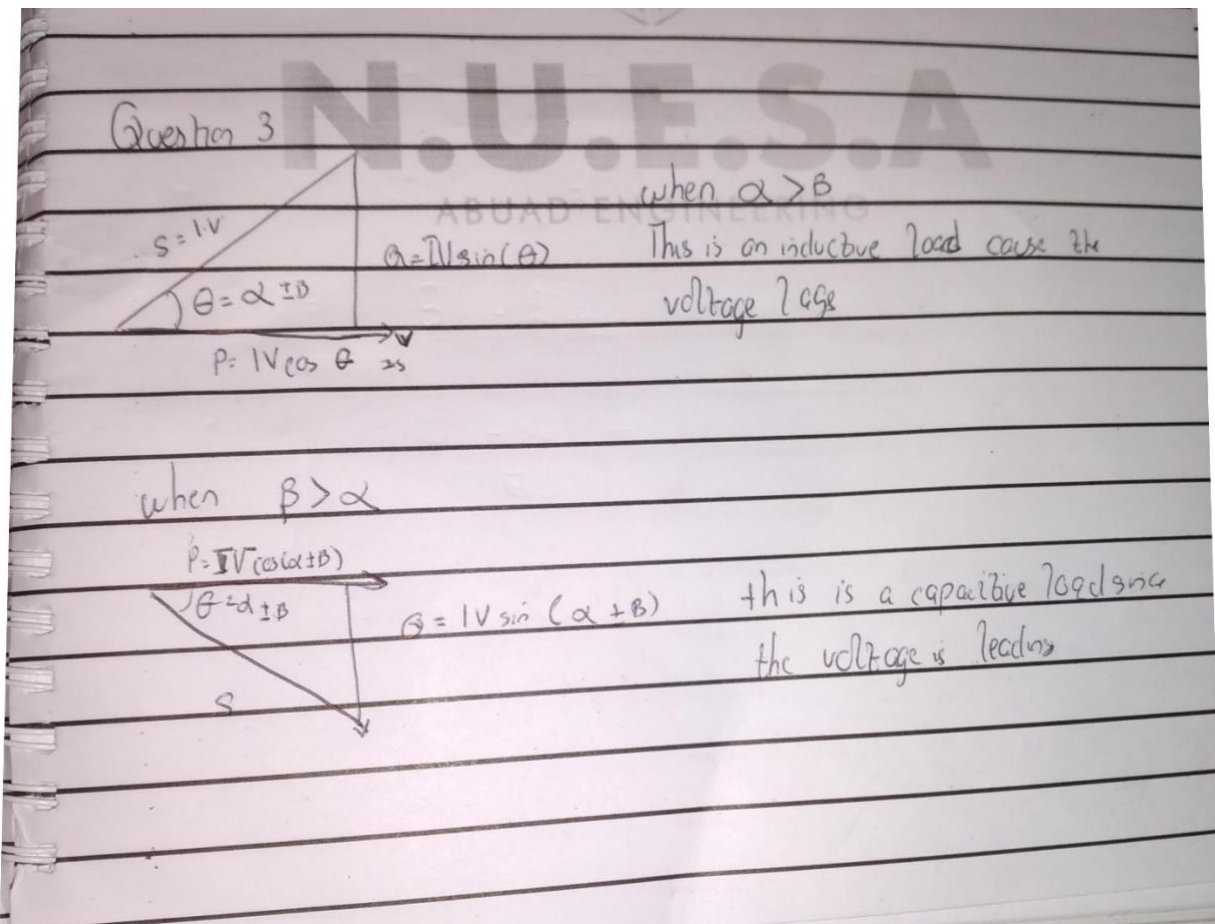 N.U.E.S.A
ABUAD ENGINEERING
Question 3
S = I.V
θ = α ± β
Q = IV sin(θ)
P = IV cos θ
v
when α > β
This is an inductive load cause the
voltage lags
when β > α
P = IV cos(α ± β)
θ = α ± β
Q = IV sin (α ± β)
S
this is a capacitive load since
the voltage is leading